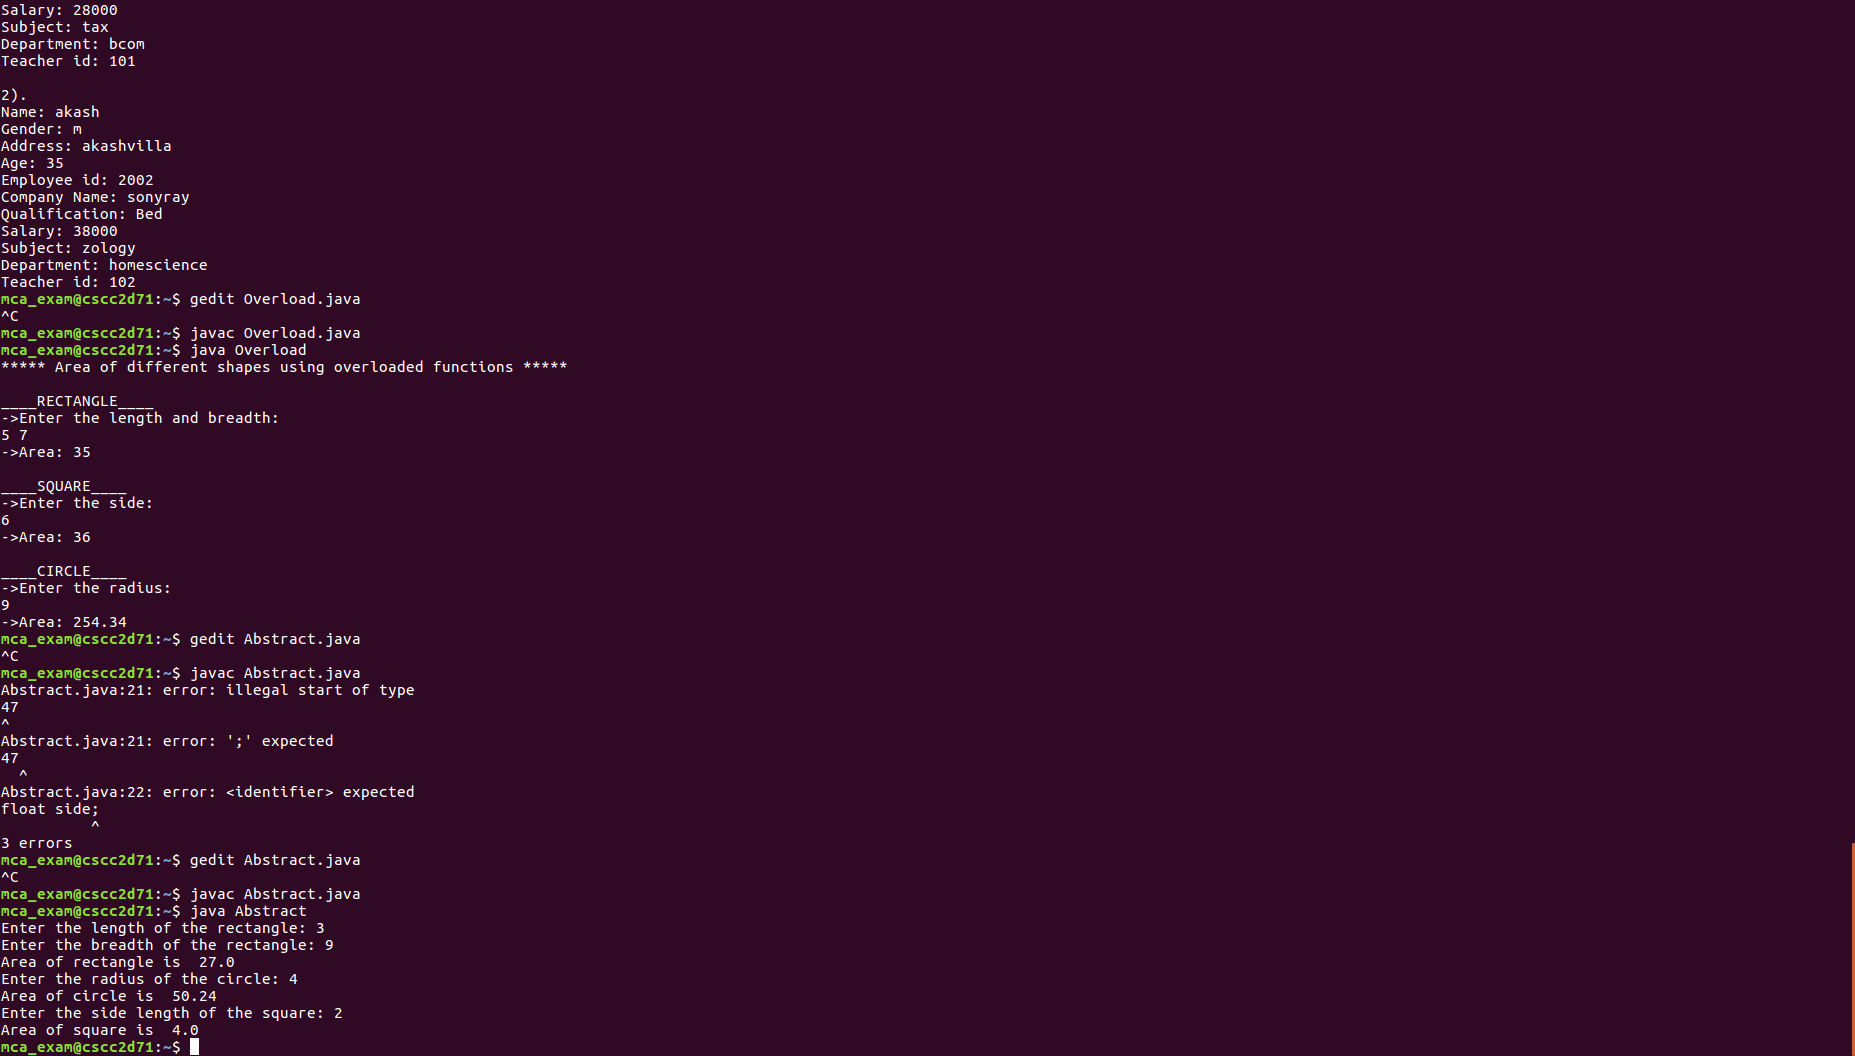 Salary: 28000
Subject: tax
Department: bcom
Teacher id: 101

2).
Name: akash
Gender: m
Address: akashvilla
Age: 35
Employee id: 2002
Company Name: sonyray
Qualification: Bed
Salary: 38000
Subject: zology
Department: homescience
Teacher id: 102
mca_exam@cscc2d71:~$ gedit Overload.java
^C
mca_exam@cscc2d71:~$ javac Overload.java
mca_exam@cscc2d71:~$ java Overload
***** Area of different shapes using overloaded functions *****

____RECTANGLE____
->Enter the length and breadth:
5 7
->Area: 35

____SQUARE____
->Enter the side:
6
->Area: 36

____CIRCLE____
->Enter the radius:
9
->Area: 254.34
mca_exam@cscc2d71:~$ gedit Abstract.java
^C
mca_exam@cscc2d71:~$ javac Abstract.java
Abstract.java:21: error: illegal start of type
47
^
Abstract.java:21: error: ';' expected
47
  ^
Abstract.java:22: error: <identifier> expected
float side;
          ^
3 errors
mca_exam@cscc2d71:~$ gedit Abstract.java
^C
mca_exam@cscc2d71:~$ javac Abstract.java
mca_exam@cscc2d71:~$ java Abstract
Enter the length of the rectangle: 3
Enter the breadth of the rectangle: 9
Area of rectangle is  27.0
Enter the radius of the circle: 4
Area of circle is  50.24
Enter the side length of the square: 2
Area of square is  4.0
mca_exam@cscc2d71:~$